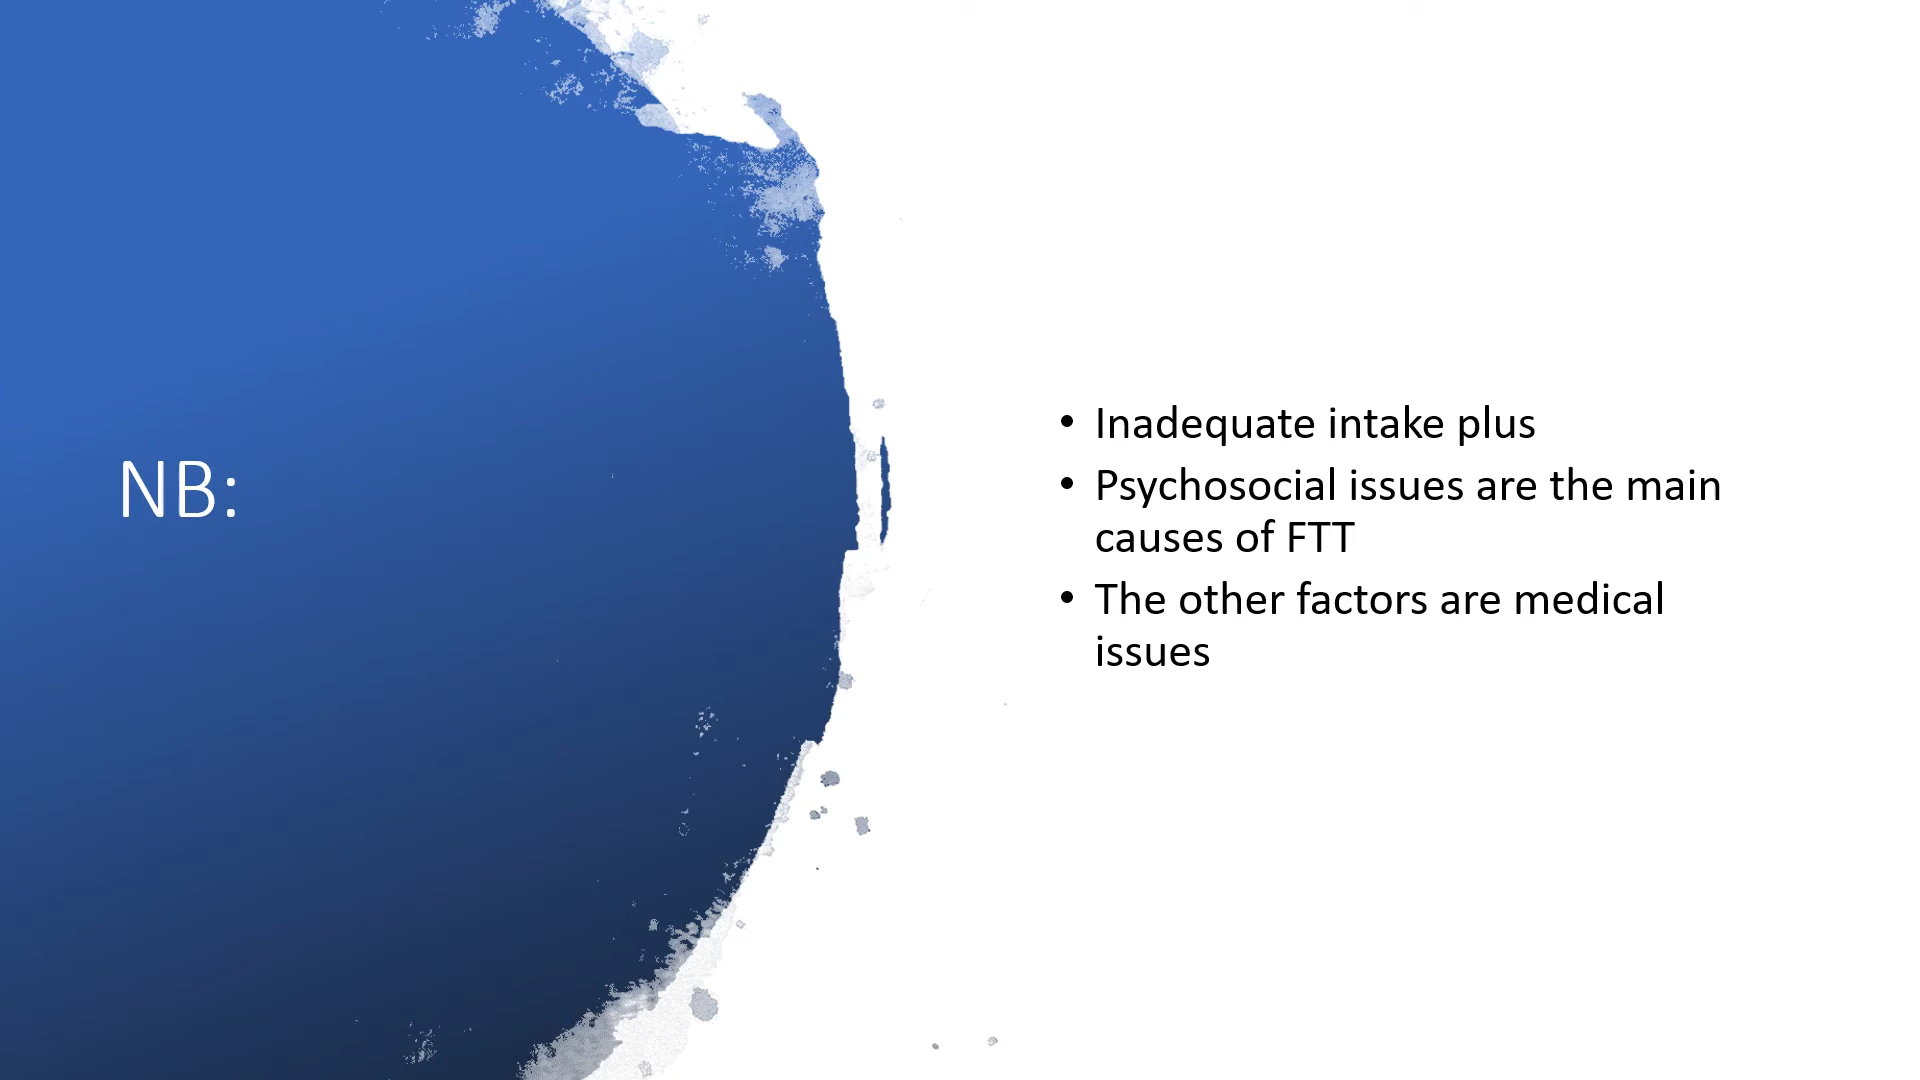 NB:
• Inadequate intake plus
• Psychosocial issues are the main
causes of FTT
• The other factors are medical
issues